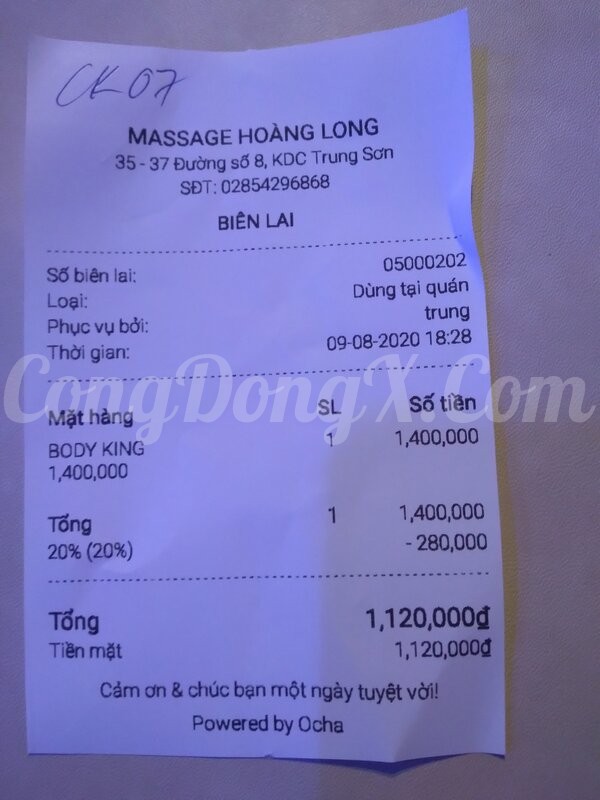 CK07
MASSAGE HOÀNG LONG
35 - 37 Đường số 8, KDC Trung Sơn
SĐT: 02854296868
BIÊN LAI
Số biên lai: 05000202
Loại: Dùng tại quán
Phục vụ bởi: trung
Thời gian: 09-08-2020 18:28
CongDongX.Com
Mặt hàng SL Số tiền
BODY KING 1 1,400,000
1,400,000
Tổng 1 1,400,000
20% (20%) - 280,000
Tổng 1,120,000₫
Tiền mặt 1,120,000₫
Cảm ơn & chúc bạn một ngày tuyệt vời!
Powered by Ocha